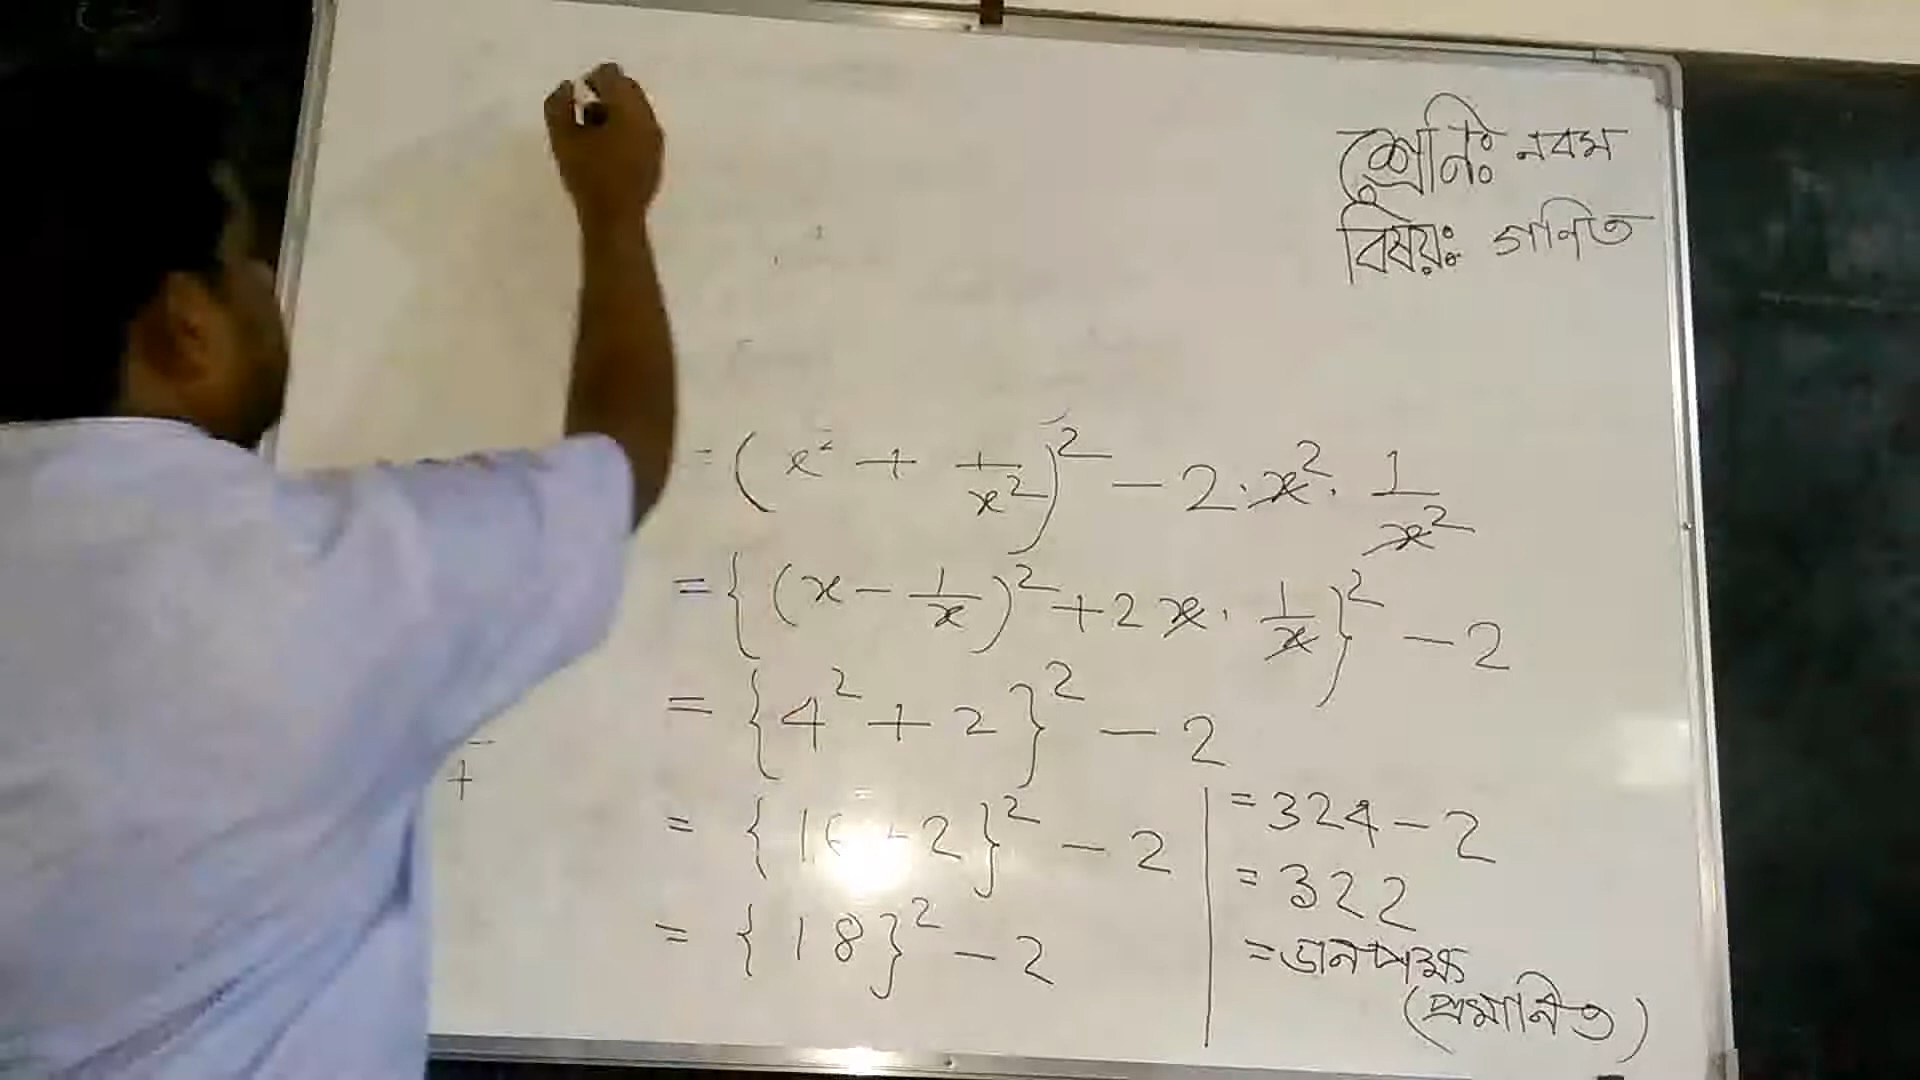 শ্রেনিঃ নবম
বিষয়ঃ গনিত
= (x² + 1/x²)² - 2·x²·1/x²
= {(x - 1/x)² + 2x·1/x}² - 2
= {4² + 2}² - 2
= {16 + 2}² - 2
= {18}² - 2
= 324 - 2
= 322
= ডানপক্ষ
(প্রমানিত)